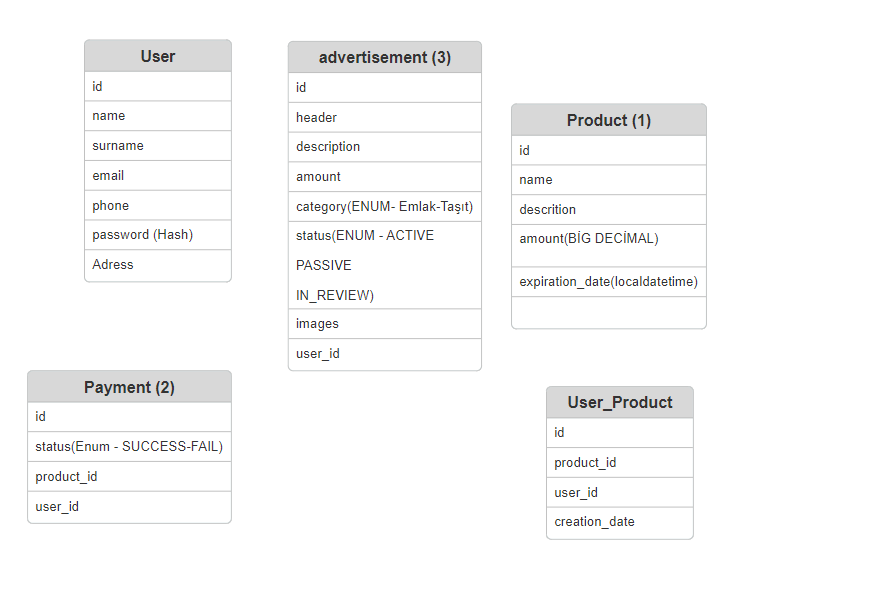 User
id
name
surname
email
phone
password (Hash)
Adress
advertisement (3)
id
header
description
amount
category(ENUM- Emlak-Taşıt)
status(ENUM - ACTIVE
PASSIVE
IN_REVIEW)
images
user_id
Product (1)
id
name
descrition
amount(BİG DECİMAL)
expiration_date(localdatetime)
Payment (2)
id
status(Enum - SUCCESS-FAIL)
product_id
user_id
User_Product
id
product_id
user_id
creation_date